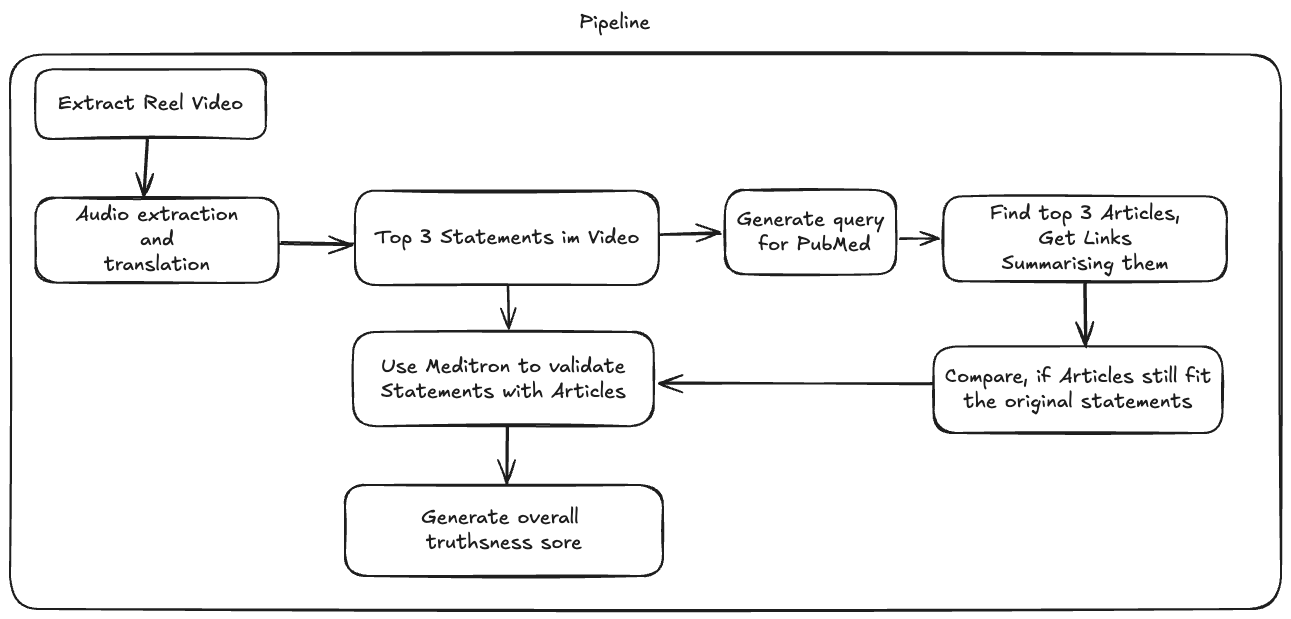 Pipeline
Extract Reel Video
Audio extraction
and
translation
Top 3 Statements im Video
Generate query
for PubMed
Find top 3 Articles,
Get Links
Summarising them
Use Meditron to validate
Statements with Articles
Compare, if Articles still fit
the original statements
Generate overall
truthsness sore